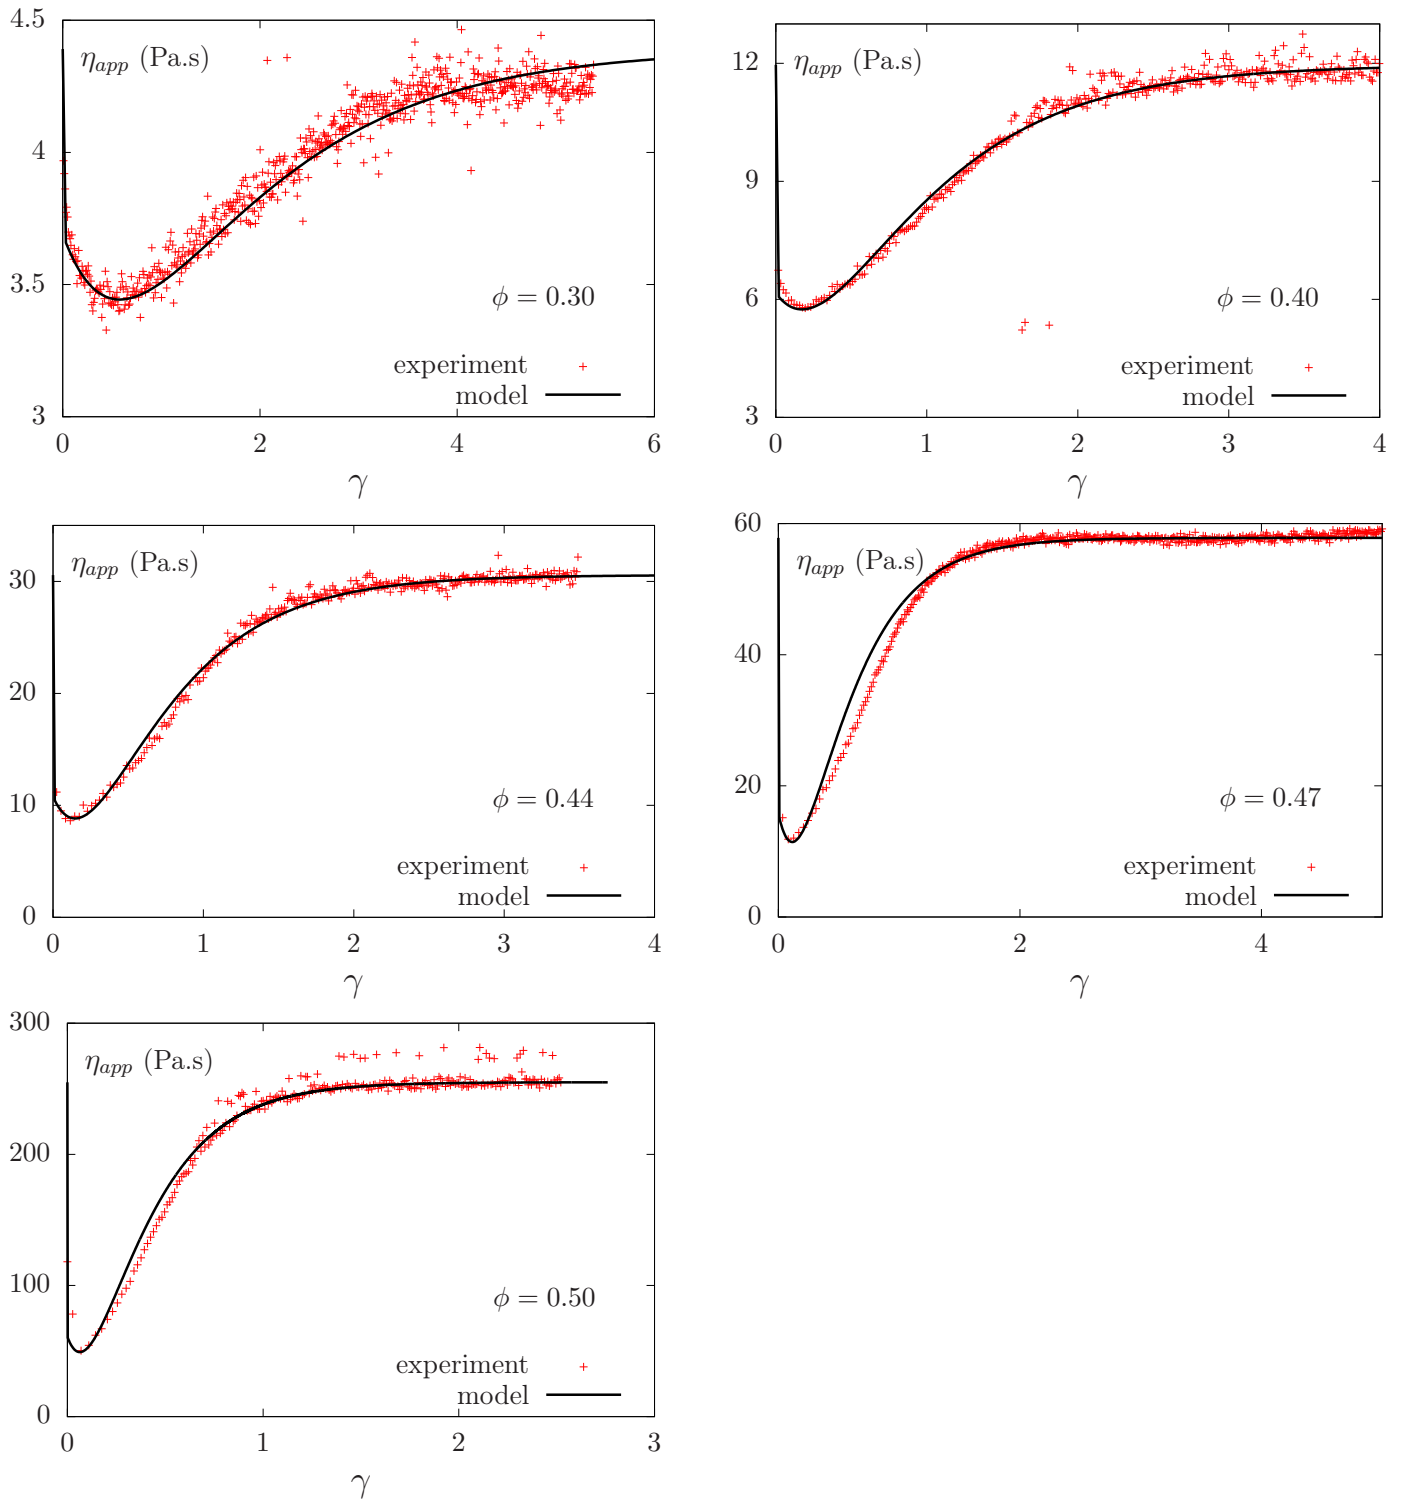 4.5
4
3.5
3
η_app (Pa.s)
ϕ = 0.30
experiment
model
0 2 4 6
γ
12
9
6
3
η_app (Pa.s)
ϕ = 0.40
experiment
model
0 1 2 3 4
γ
30
20
10
0
η_app (Pa.s)
ϕ = 0.44
experiment
model
0 1 2 3 4
γ
60
40
20
0
η_app (Pa.s)
ϕ = 0.47
experiment
model
0 2 4
γ
300
200
100
0
η_app (Pa.s)
ϕ = 0.50
experiment
model
0 1 2 3
γ